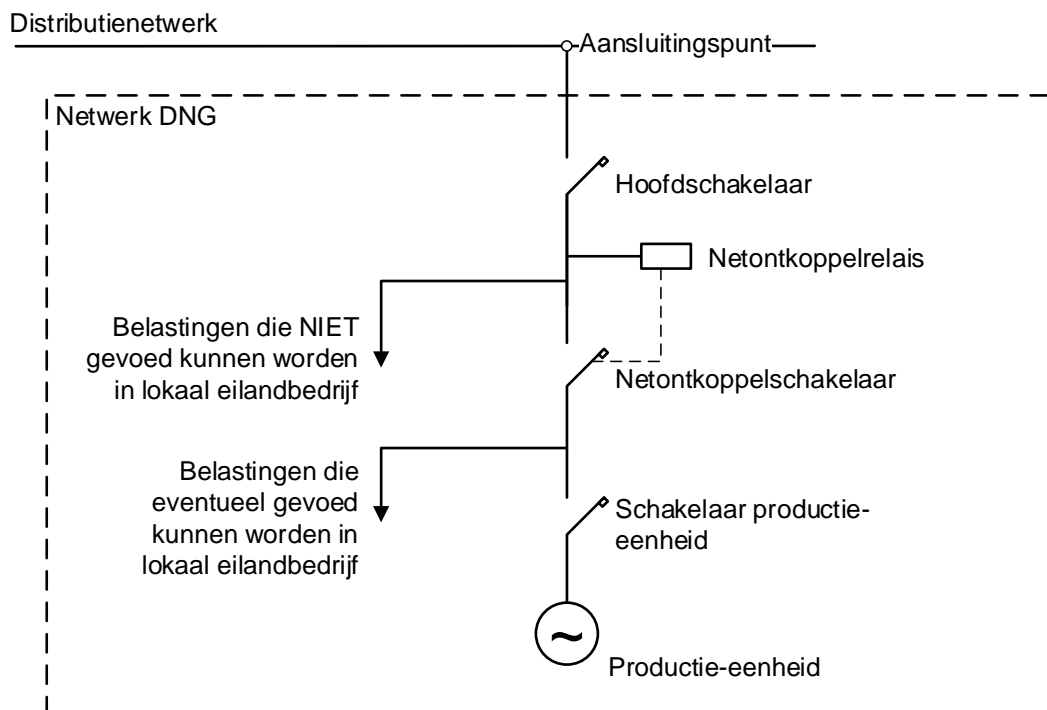 Distributienetwerk
Aansluitingspunt
Netwerk DNG
Hoofdschakelaar
Netontkoppelrelais
Belastingen die NIET
gevoed kunnen worden
in lokaal eilandbedrijf
Netontkoppelschakelaar
Belastingen die
eventueel gevoed
kunnen worden in
lokaal eilandbedrijf
Schakelaar productie-
eenheid
~
Productie-eenheid